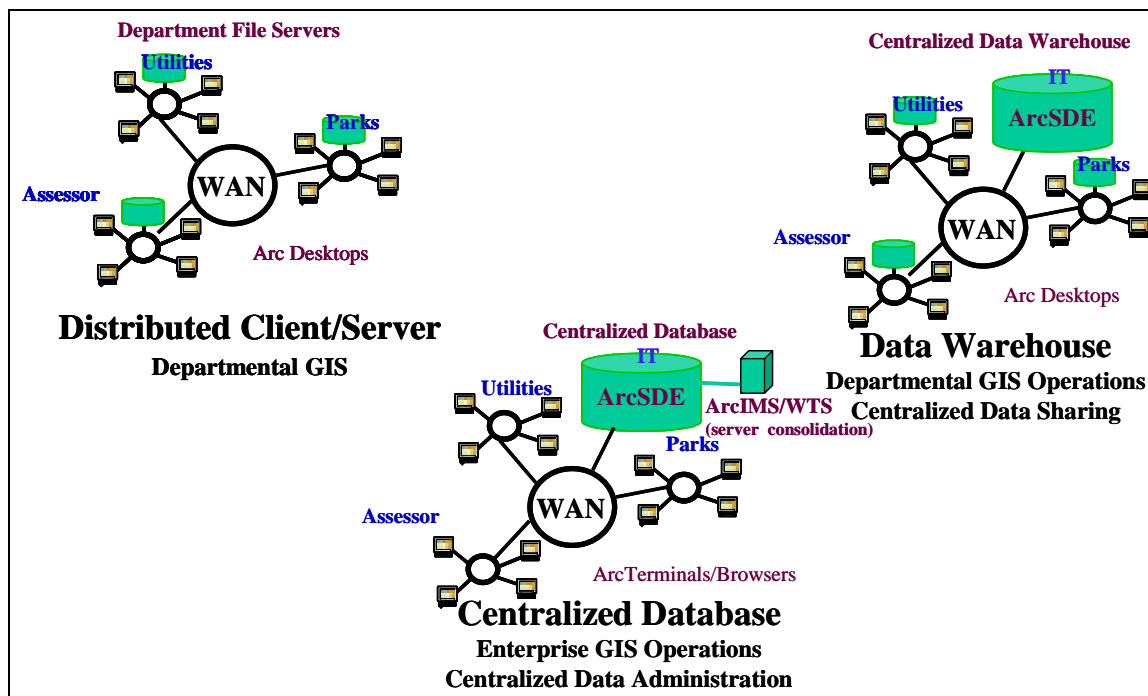 Department File Servers
Utilities
Parks
Assessor
WAN
Arc Desktops
Distributed Client/Server
Departmental GIS
Centralized Database
IT
ArcSDE
Utilities
ArcIMS/WTS
(server consolidation)
Parks
WAN
Assessor
ArcTerminals/Browsers
Centralized Database
Enterprise GIS Operations
Centralized Data Administration
Centralized Data Warehouse
IT
Utilities
ArcSDE
Parks
WAN
Assessor
Arc Desktops
Data Warehouse
Departmental GIS Operations
Centralized Data Sharing